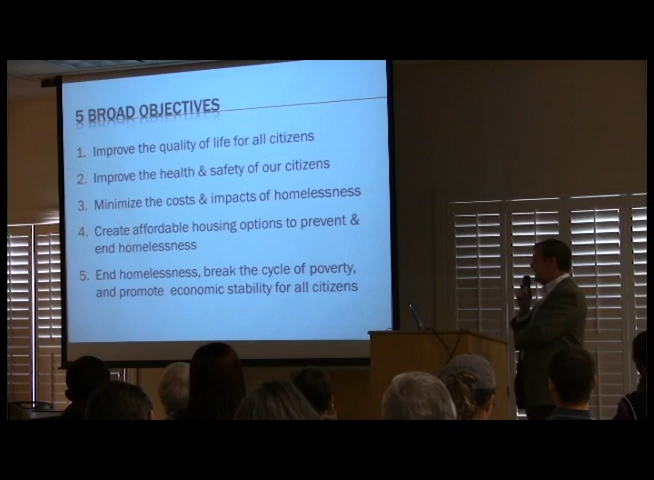 5 BROAD OBJECTIVES
1. Improve the quality of life for all citizens
2. Improve the health & safety of our citizens
3. Minimize the costs & impacts of homelessness
4. Create affordable housing options to prevent &
end homelessness
5. End homelessness, break the cycle of poverty,
and promote economic stability for all citizens